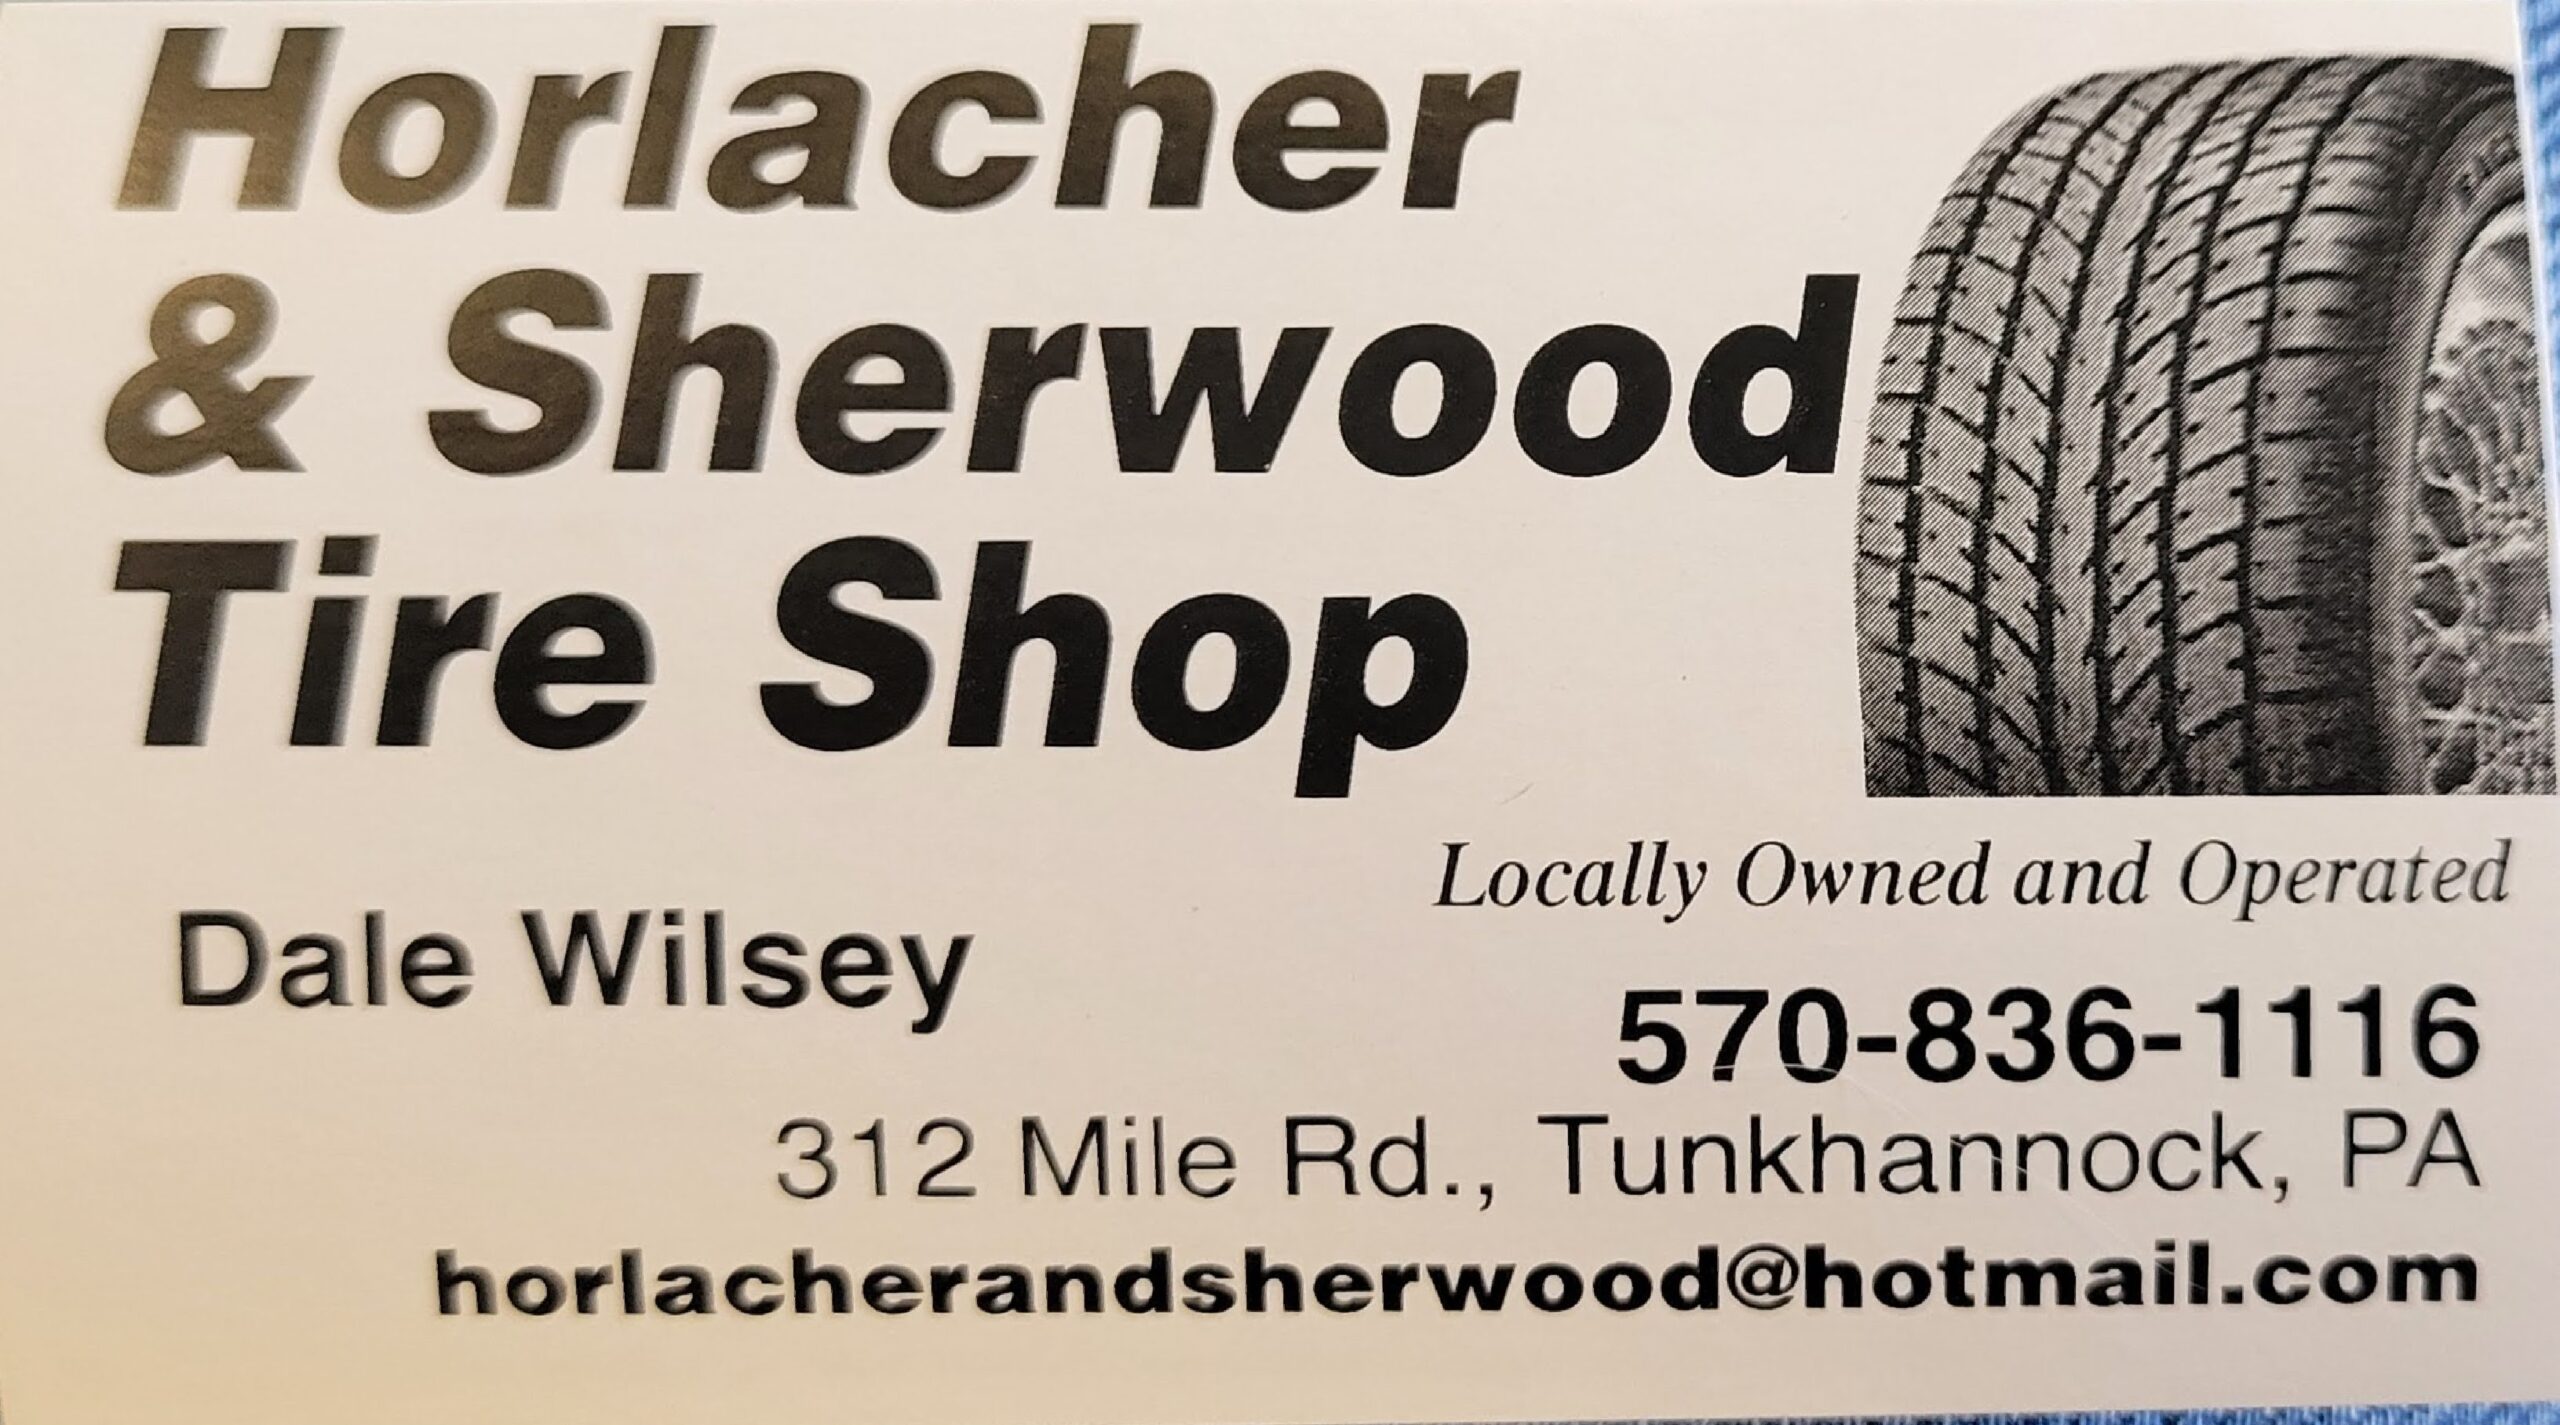 Horlacher
& Sherwood
Tire Shop
Locally Owned and Operated
Dale Wilsey
570-836-1116
312 Mile Rd., Tunkhannock, PA
horlacherandsherwood@hotmail.com